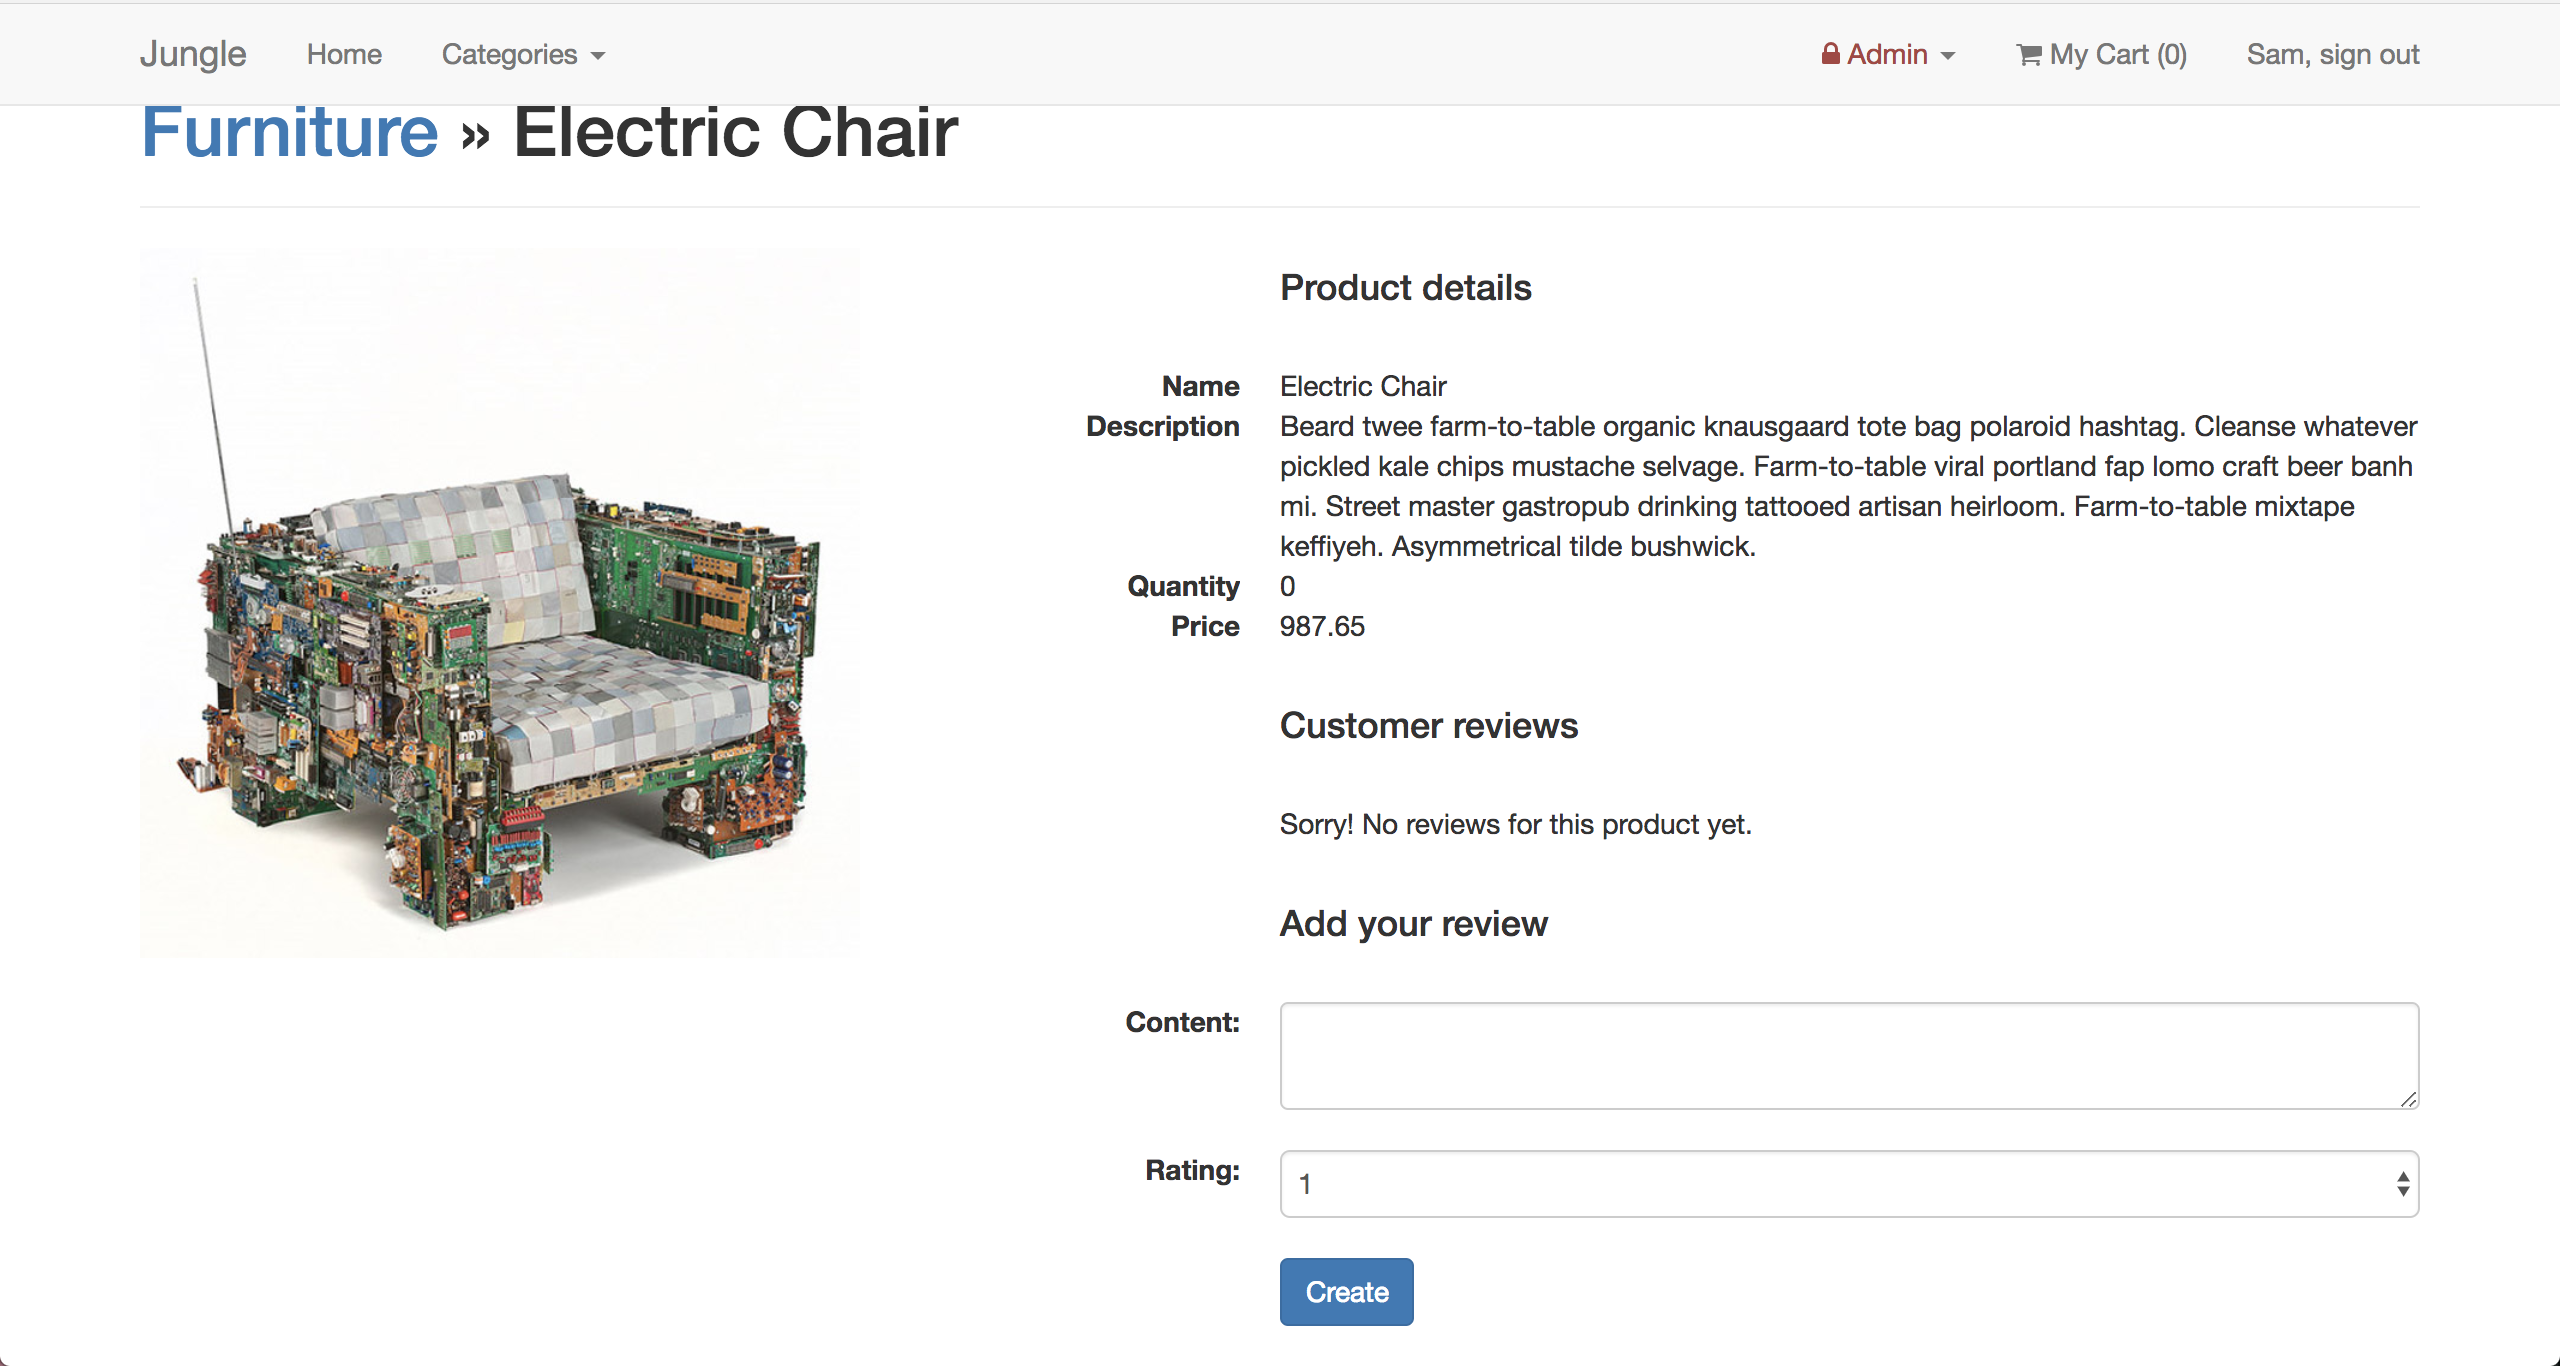 Jungle Home Categories Admin My Cart (0) Sam, sign out
Furniture » Electric Chair
Product details
Name Electric Chair
Description Beard twee farm-to-table organic knausgaard tote bag polaroid hashtag. Cleanse whatever
pickled kale chips mustache selvage. Farm-to-table viral portland fap lomo craft beer banh
mi. Street master gastropub drinking tattooed artisan heirloom. Farm-to-table mixtape
keffiyeh. Asymmetrical tilde bushwick.
Quantity 0
Price 987.65
Customer reviews
Sorry! No reviews for this product yet.
Add your review
Content:
Rating: 1
Create